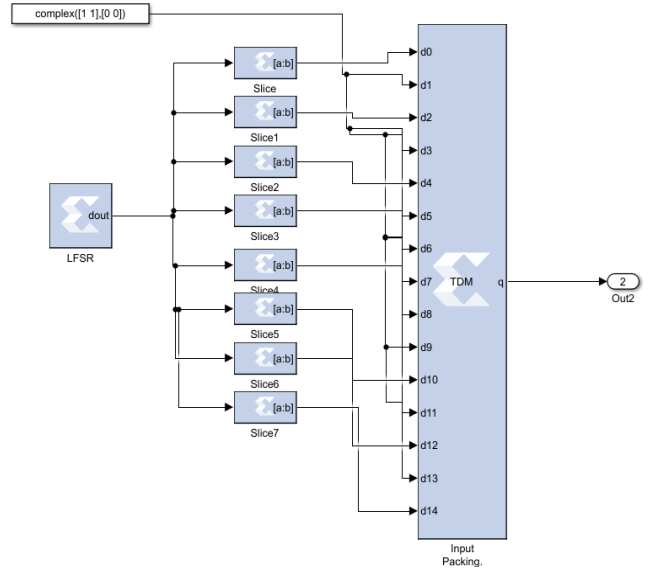 complex([1 1],[0 0])
[a:b]
Slice
[a:b]
Slice1
[a:b]
Slice2
[a:b]
Slice3
[a:b]
Slice4
[a:b]
Slice5
[a:b]
Slice6
[a:b]
Slice7
dout
LFSR
d0
d1
d2
d3
d4
d5
d6
d7
d8
d9
d10
d11
d12
d13
d14
TDM
q
Input
Packing.
2
Out2